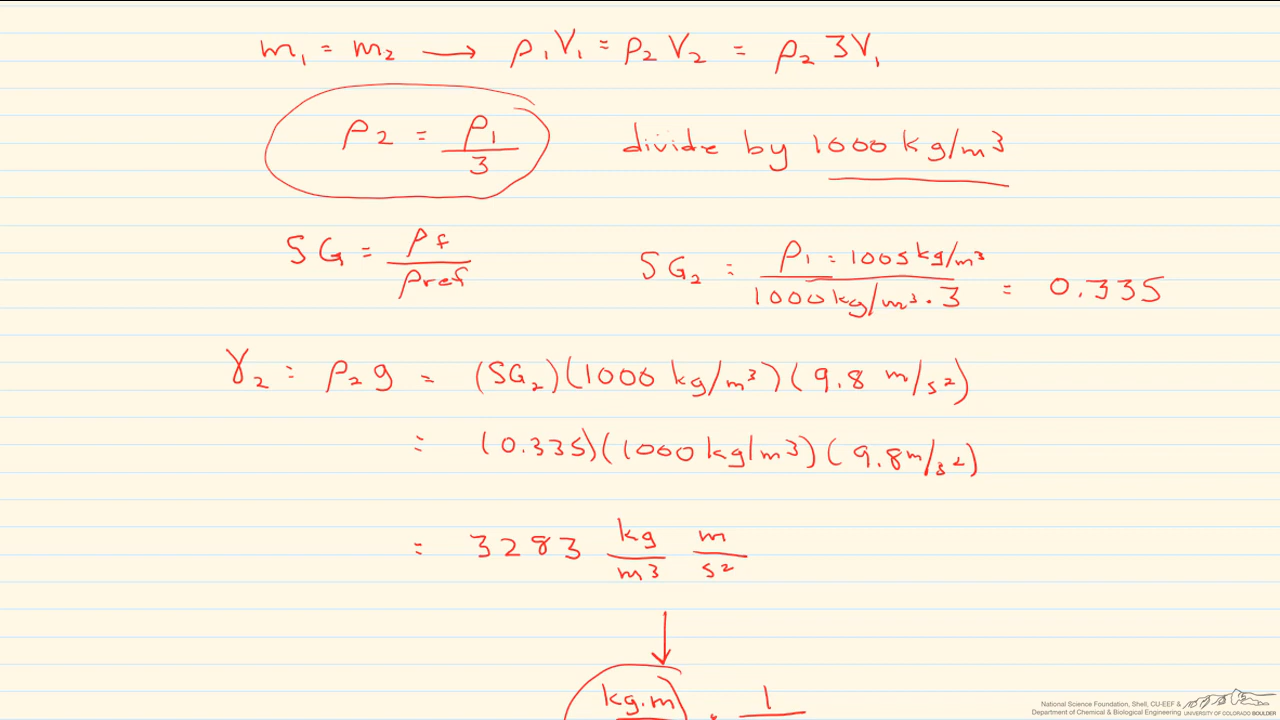 m₁ = m₂ → ρ₁V₁ = ρ₂V₂ = ρ₂ 3V₁
ρ₂ = ρ₁/3 divide by 1000 kg/m³
SG = ρf/ρref SG₂ = ρ₁ = 1005 kg/m³ / 1000 kg/m³ · 3 = 0.335
γ₂ = ρ₂g = (SG₂)(1000 kg/m³)(9.8 m/s²)
= (0.335)(1000 kg/m³)(9.8 m/s²)
= 3283 kg/m³ m/s²
↓
kg.m · 1
National Science Foundation, Shell, CU-EEF &
Department of Chemical & Biological Engineering
UNIVERSITY OF COLORADO BOULDER